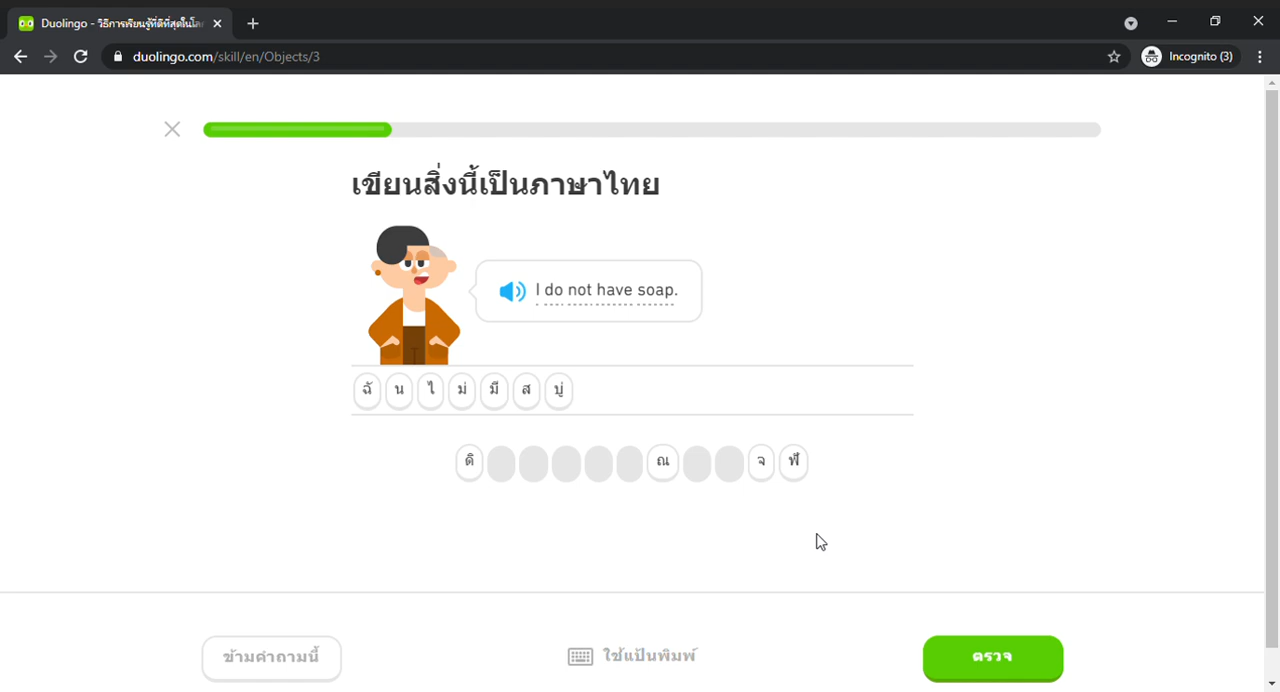 Duolingo - วิธีการเรียนรู้ที่ดีที่สุดในโล
duolingo.com/skill/en/Objects/3
Incognito (3)
เขียนสิ่งนี้เป็นภาษาไทย
I do not have soap.
ฉั น ไ ม่ มี ส บู่
ดิ ณ จ ฬั
ข้ามคำถามนี้
ใช้แป้นพิมพ์
ตรวจ